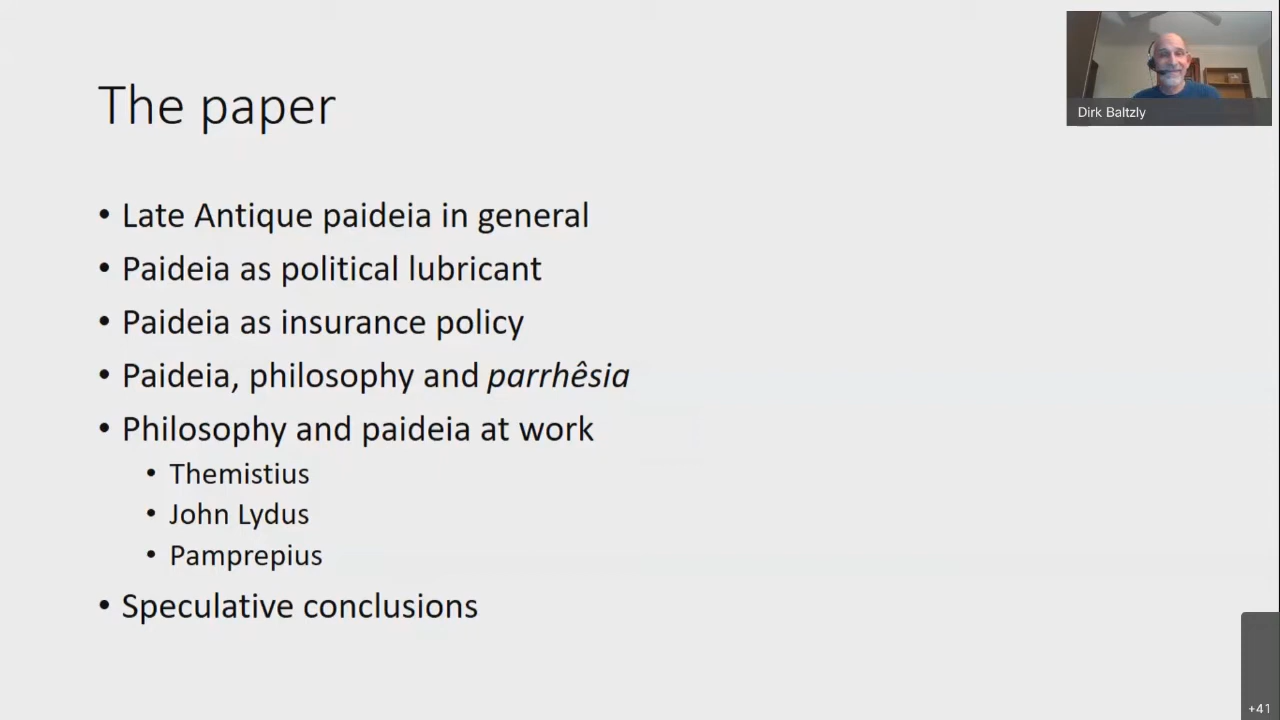 The paper
Dirk Baltzly
• Late Antique paideia in general
• Paideia as political lubricant
• Paideia as insurance policy
• Paideia, philosophy and parrhêsia
• Philosophy and paideia at work
• Themistius
• John Lydus
• Pamprepius
• Speculative conclusions
+41